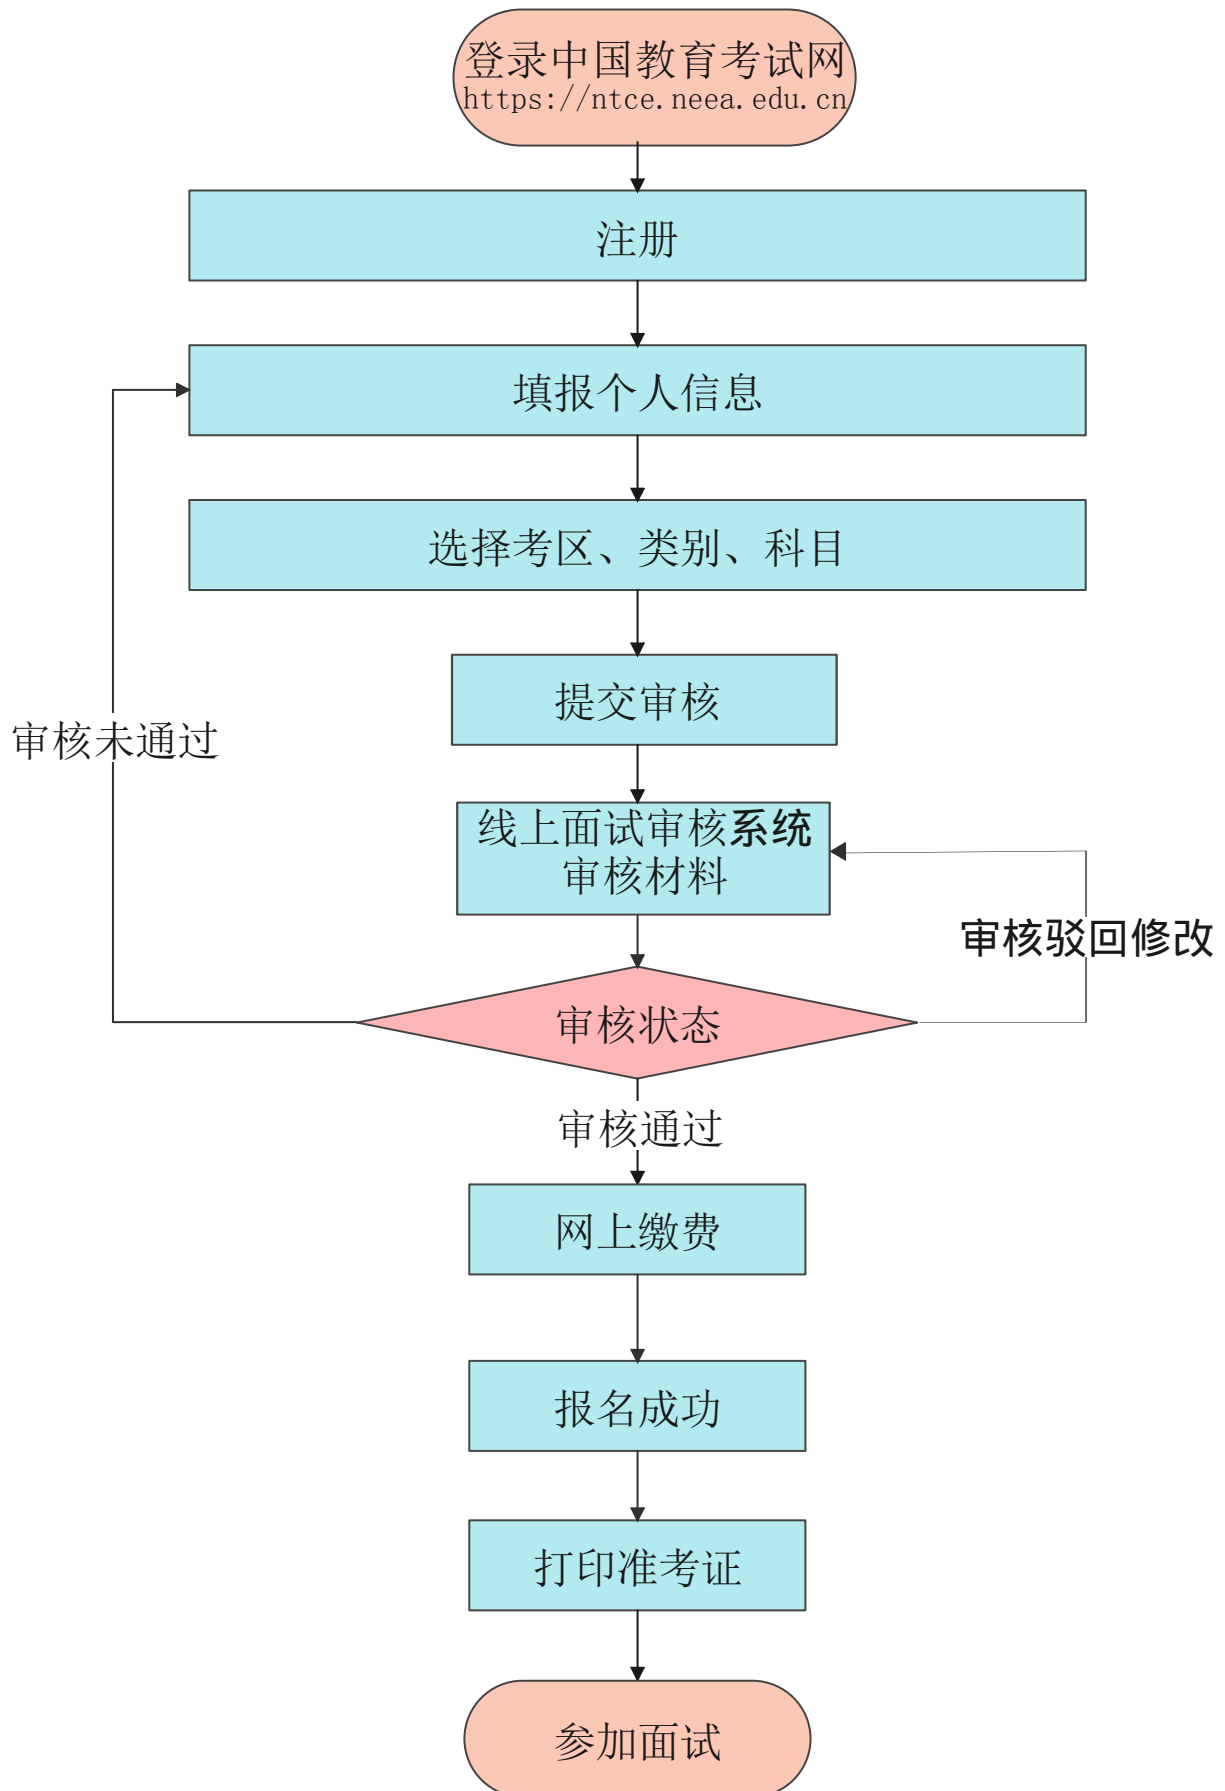 登录中国教育考试网
https://ntce.neea.edu.cn
注册
填报个人信息
选择考区、类别、科目
提交审核
审核未通过
线上面试审核系统
审核材料
审核驳回修改
审核状态
审核通过
网上缴费
报名成功
打印准考证
参加面试